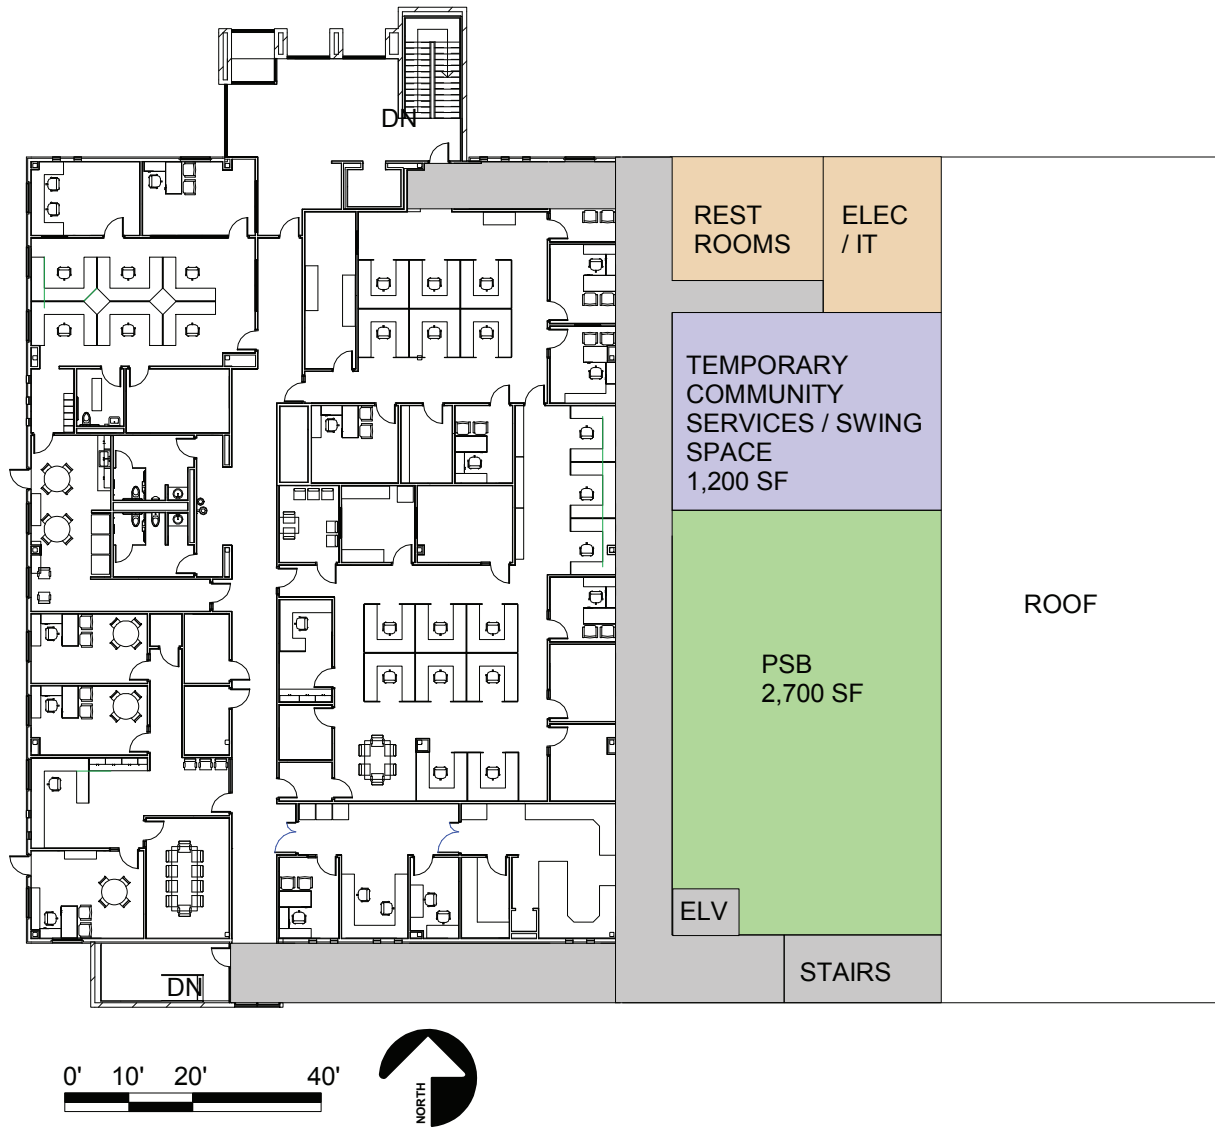 DN
REST
ROOMS
ELEC
/ IT
TEMPORARY
COMMUNITY
SERVICES / SWING
SPACE
1,200 SF
ROOF
PSB
2,700 SF
ELV
STAIRS
DN
0' 10' 20' 40'
NORTH